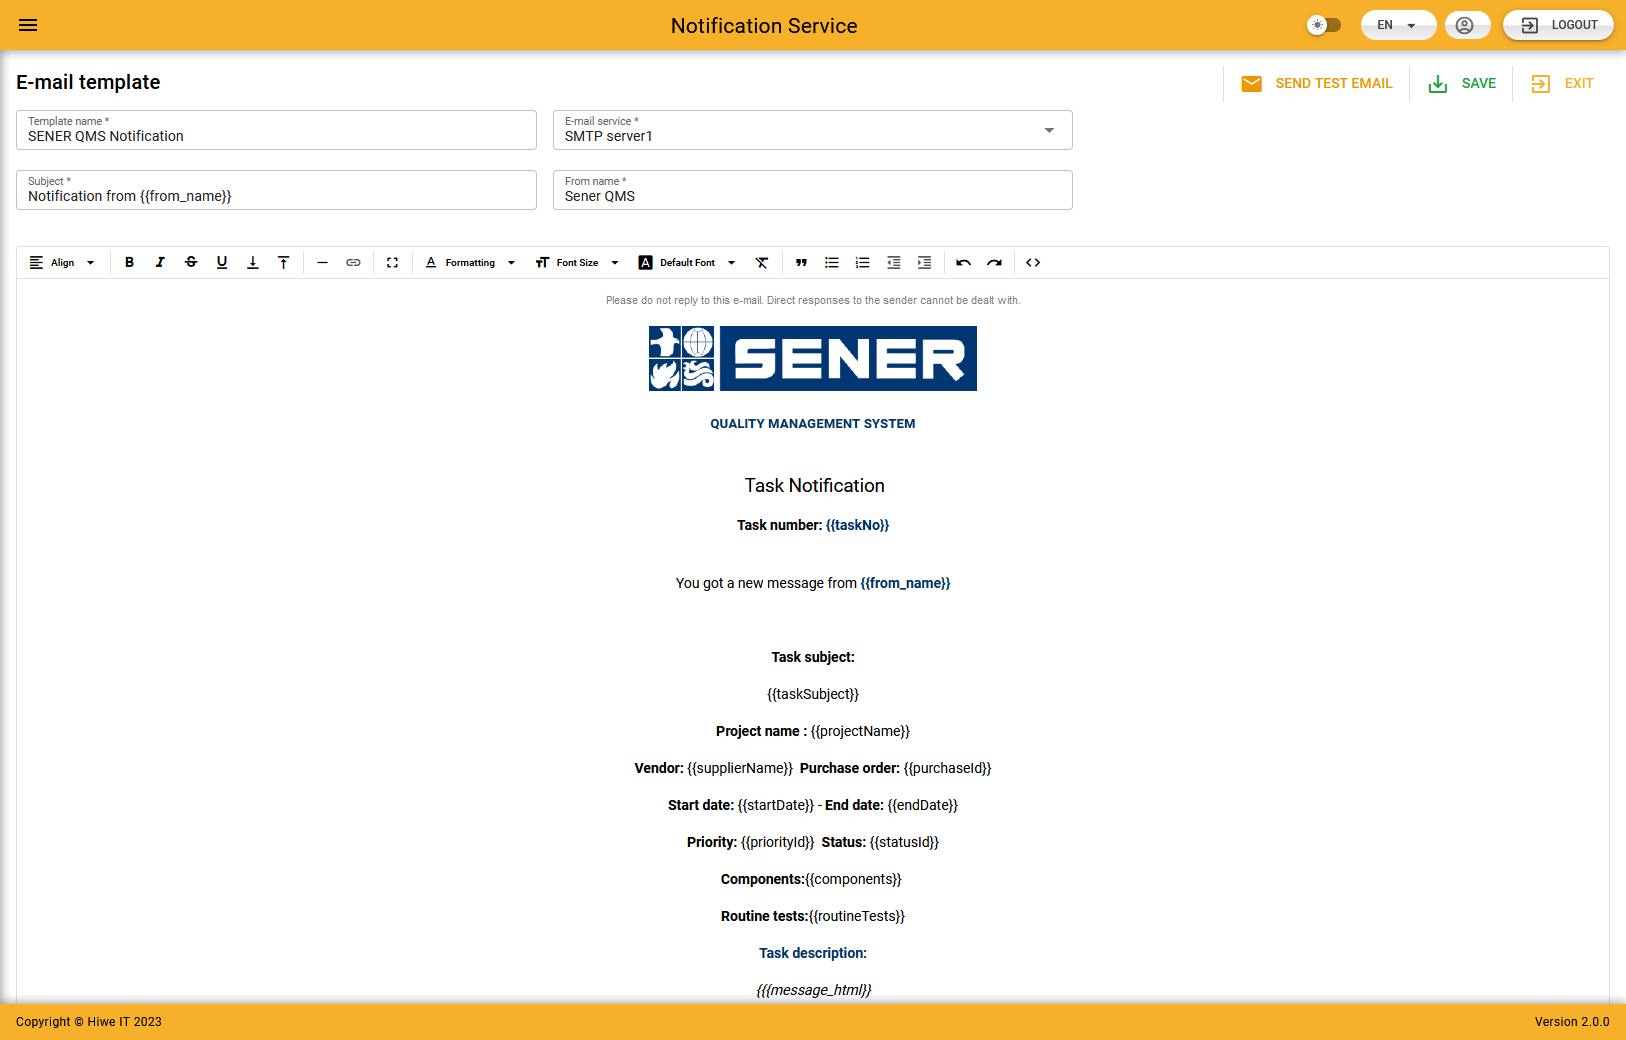 Notification Service
EN
LOGOUT
E-mail template
SEND TEST EMAIL
SAVE
EXIT
Template name *
SENER QMS Notification
E-mail service *
SMTP server1
Subject *
Notification from {{from_name}}
From name *
Sener QMS
Align
B I S U
Formatting
Font Size
A Default Font
Please do not reply to this e-mail. Direct responses to the sender cannot be dealt with.
SENER
QUALITY MANAGEMENT SYSTEM
Task Notification
Task number: {{taskNo}}
You got a new message from {{from_name}}
Task subject:
{{taskSubject}}
Project name : {{projectName}}
Vendor: {{supplierName}} Purchase order: {{purchaseId}}
Start date: {{startDate}} - End date: {{endDate}}
Priority: {{priorityId}} Status: {{statusId}}
Components:{{components}}
Routine tests:{{routineTests}}
Task description:
{{{message_html}}
Copyright © Hiwe IT 2023
Version 2.0.0